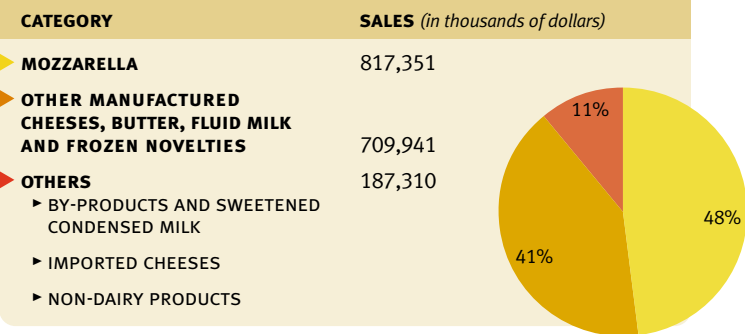 CATEGORY SALES (in thousands of dollars)
MOZZARELLA 817,351
OTHER MANUFACTURED
CHEESES, BUTTER, FLUID MILK
AND FROZEN NOVELTIES 709,941
OTHERS 187,310
► BY-PRODUCTS AND SWEETENED
CONDENSED MILK
► IMPORTED CHEESES
► NON-DAIRY PRODUCTS
11%
48%
41%